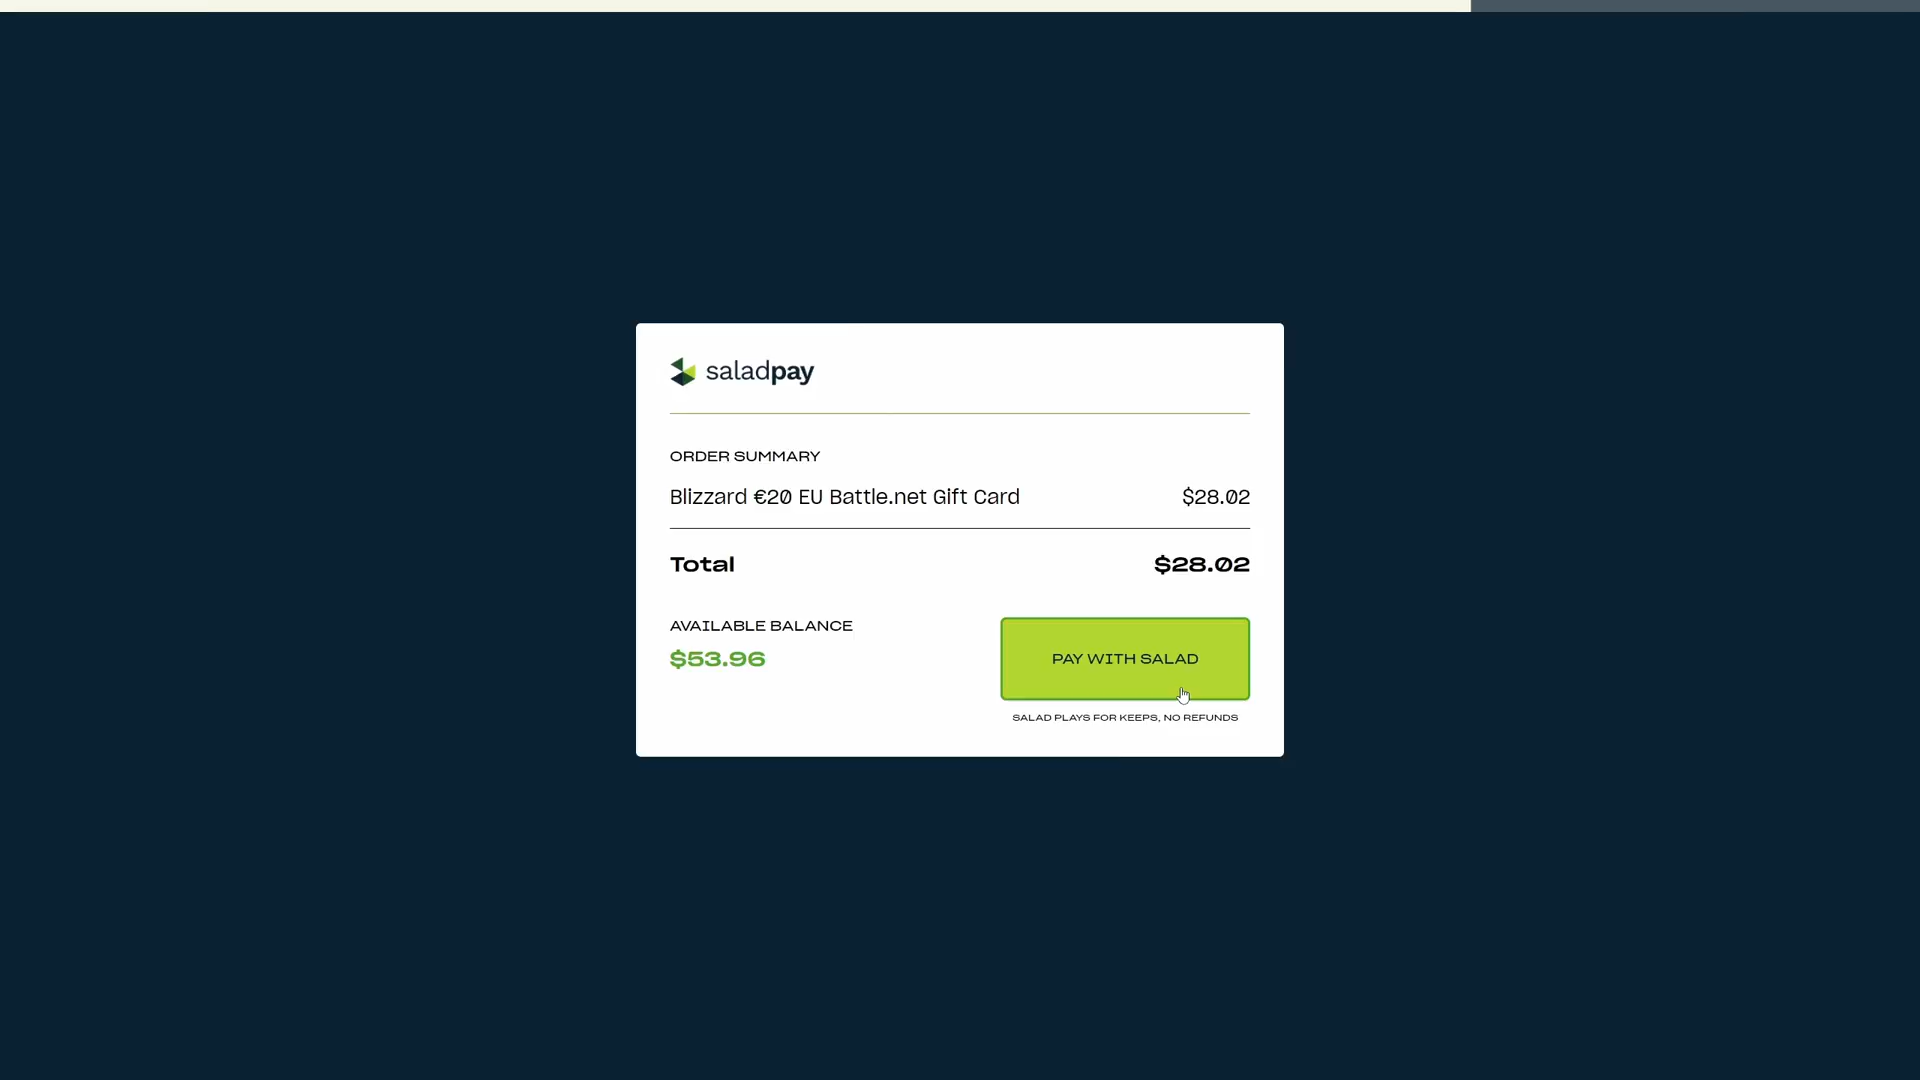 saladpay
ORDER SUMMARY
Blizzard €20 EU Battle.net Gift Card $28.02
Total $28.02
AVAILABLE BALANCE
$53.96
PAY WITH SALAD
SALAD PLAYS FOR KEEPS, NO REFUNDS